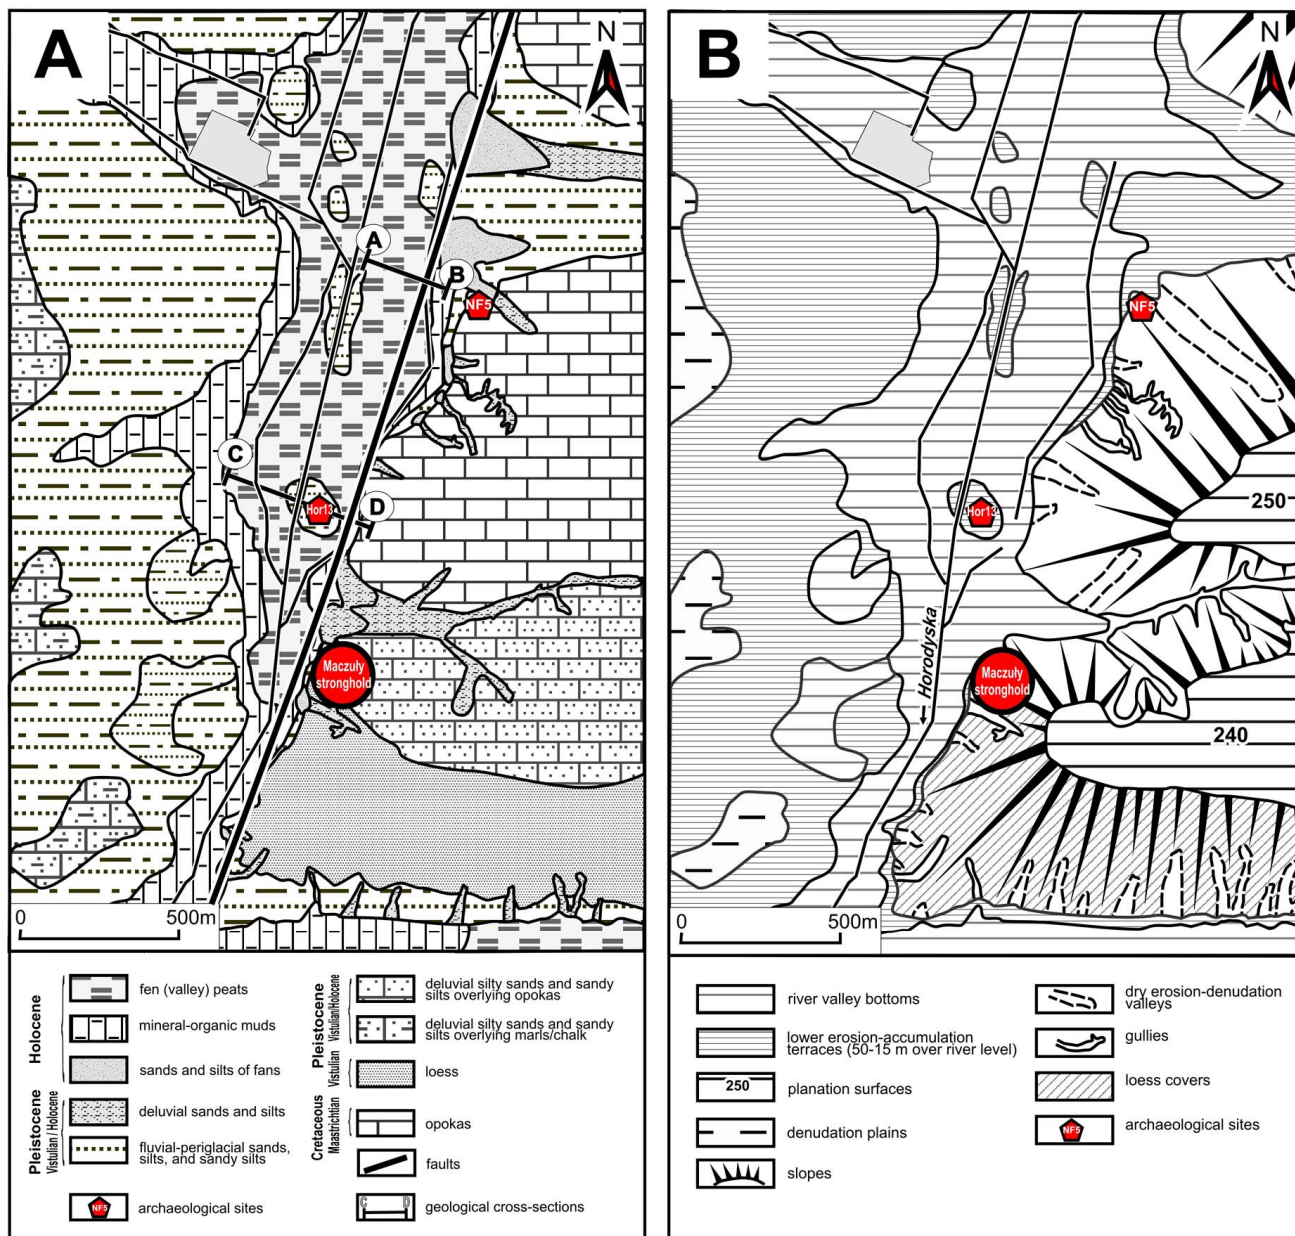 A
N
A
B
NF5
C
Hor13
D
Maczuły
stronghold
0
500m
Holocene
fen (valley) peats
mineral-organic muds
sands and silts of fans
Pleistocene
Vistulian / Holocene
deluvial sands and silts
fluvial-periglacial sands,
silts, and sandy silts
NF5
archaeological sites
Pleistocene
Vistulian/Holocene
deluvial silty sands and sandy
silts overlying opokas
deluvial silty sands and sandy
silts overlying marls/chalk
Vistulian
loess
Cretaceous
Maastrichtian
opokas
faults
C D
geological cross-sections
B
N
NF5
250
Hor13
Horodyska
Maczuły
stronghold
240
0
500m
river valley bottoms
lower erosion-accumulation
terraces (50-15 m over river level)
250
planation surfaces
denudation plains
slopes
dry erosion-denudation
valleys
gullies
loess covers
NF5
archaeological sites